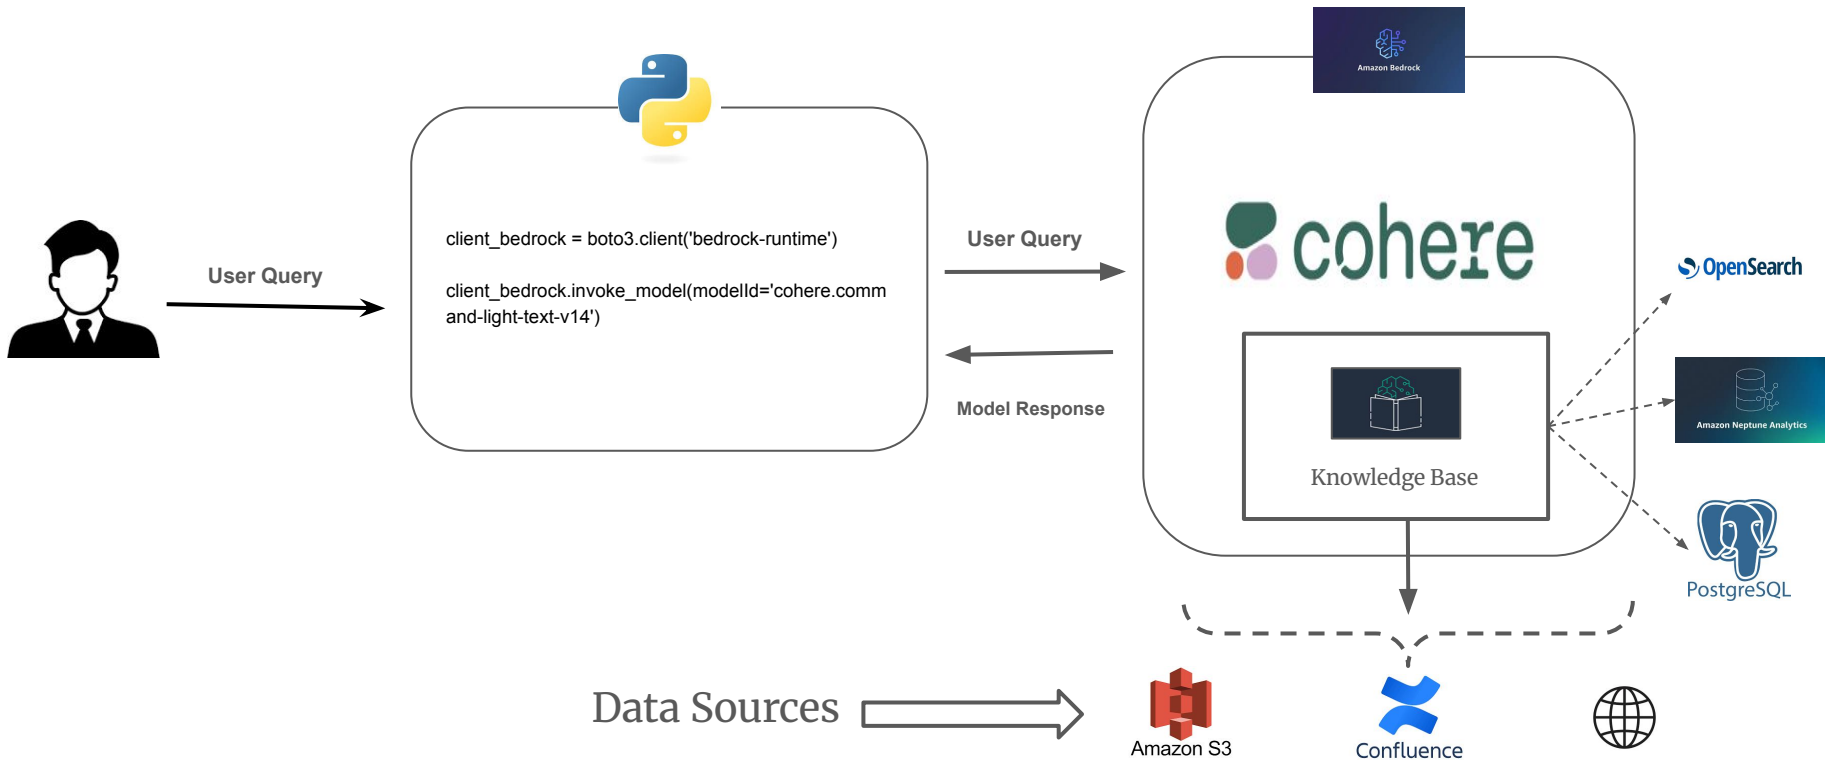 Amazon Bedrock
client_bedrock = boto3.client('bedrock-runtime')
client_bedrock.invoke_model(modelId='cohere.comm
and-light-text-v14')
User Query
User Query
Model Response
cohere
Knowledge Base
OpenSearch
Amazon Neptune Analytics
PostgreSQL
Data Sources
Amazon S3
Confluence